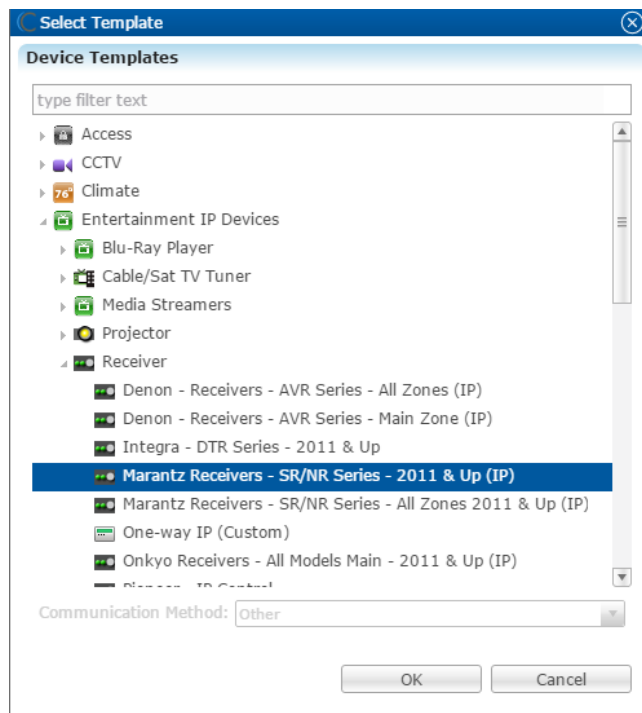 Select Template
Device Templates
type filter text
Access
CCTV
76°
Climate
Entertainment IP Devices
Blu-Ray Player
Cable/Sat TV Tuner
Media Streamers
Projector
Receiver
Denon - Receivers - AVR Series - All Zones (IP)
Denon - Receivers - AVR Series - Main Zone (IP)
Integra - DTR Series - 2011 & Up
Marantz Receivers - SR/NR Series - 2011 & Up (IP)
Marantz Receivers - SR/NR Series - All Zones 2011 & Up (IP)
One-way IP (Custom)
Onkyo Receivers - All Models Main - 2011 & Up (IP)
Pioneer - IP Control
Communication Method: Other
OK Cancel